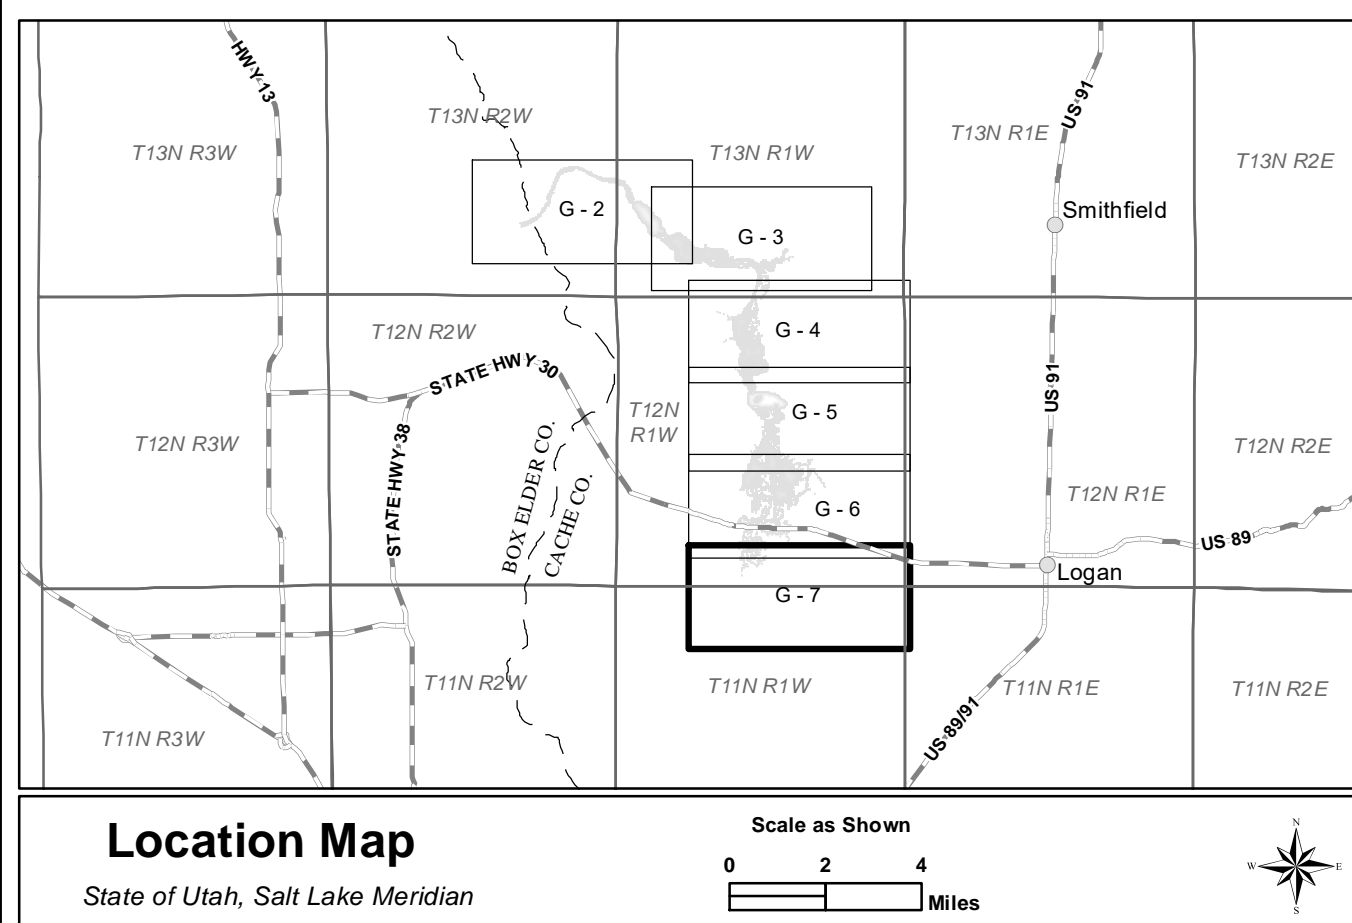 HWY 13
US 91
T13N R2W
T13N R1E
T13N R3W
T13N R1W
T13N R2E
G - 2
Smithfield
G - 3
T12N R2W
G - 4
STATE HWY 30
US 91
T12N
R1W
G - 5
T12N R3W
STATE HWY 38
T12N R2E
BOX ELDER CO.
CACHE CO.
T12N R1E
G - 6
US 89
Logan
G - 7
T11N R2W
T11N R1W
T11N R1E
T11N R2E
US 89/91
T11N R3W
Location Map
State of Utah, Salt Lake Meridian
Scale as Shown
0 2 4
Miles
N
W E
S